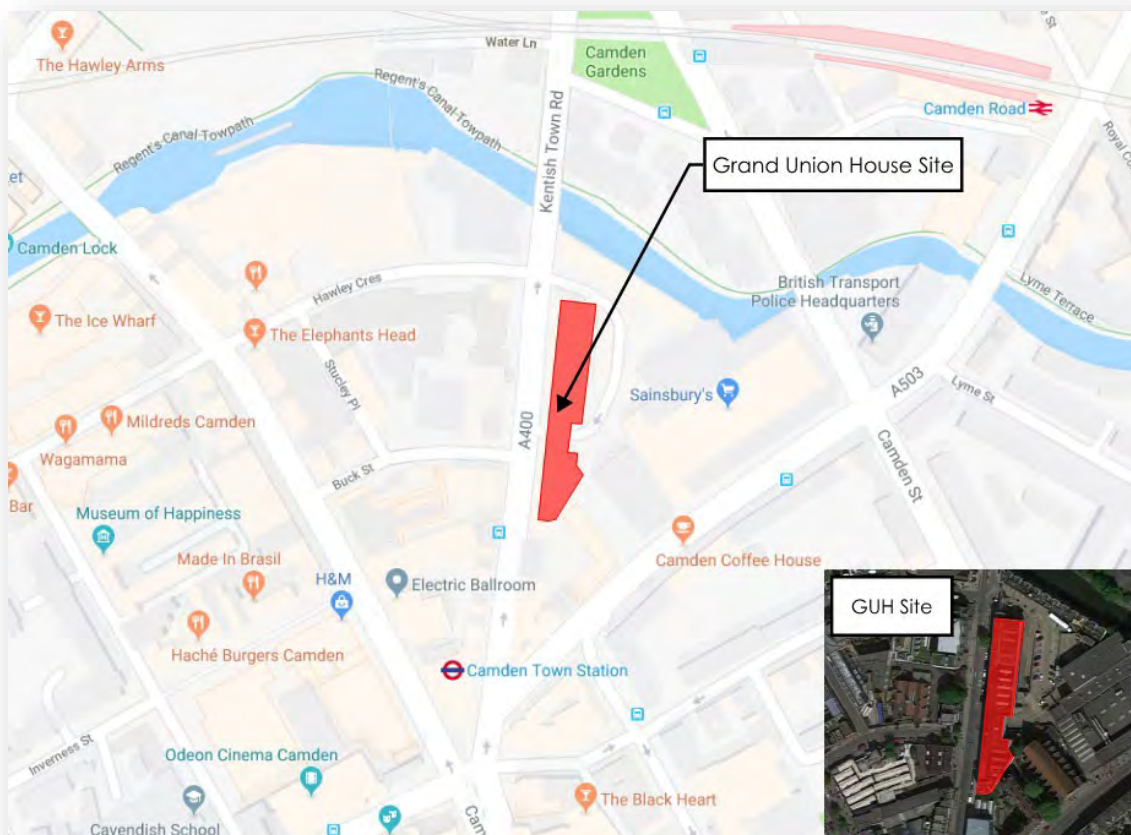 The Hawley Arms
Water Ln
Camden
Gardens
Regent's Canal Towpath
Regent's Canal Towpath
Kentish Town Rd
Camden Road
Grand Union House Site
Camden Lock
Hawley Cres
British Transport
Police Headquarters
Lyme Terrace
The Ice Wharf
The Elephants Head
Stucley Pl
Sainsbury's
A503
Lyme St
Mildreds Camden
Wagamama
A400
Camden St
Buck St
Bar
Museum of Happiness
Made In Brasil
H&M
Electric Ballroom
Camden Coffee House
GUH Site
Haché Burgers Camden
Camden Town Station
Inverness St
Odeon Cinema Camden
The Black Heart
Cavendish School